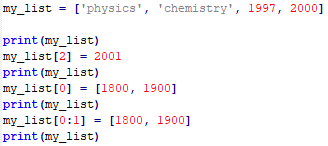 my_list = ['physics', 'chemistry', 1997, 2000]
print(my_list)
my_list[2] = 2001
print(my_list)
my_list[0] = [1800, 1900]
print(my_list)
my_list[0:1] = [1800, 1900]
print(my_list)